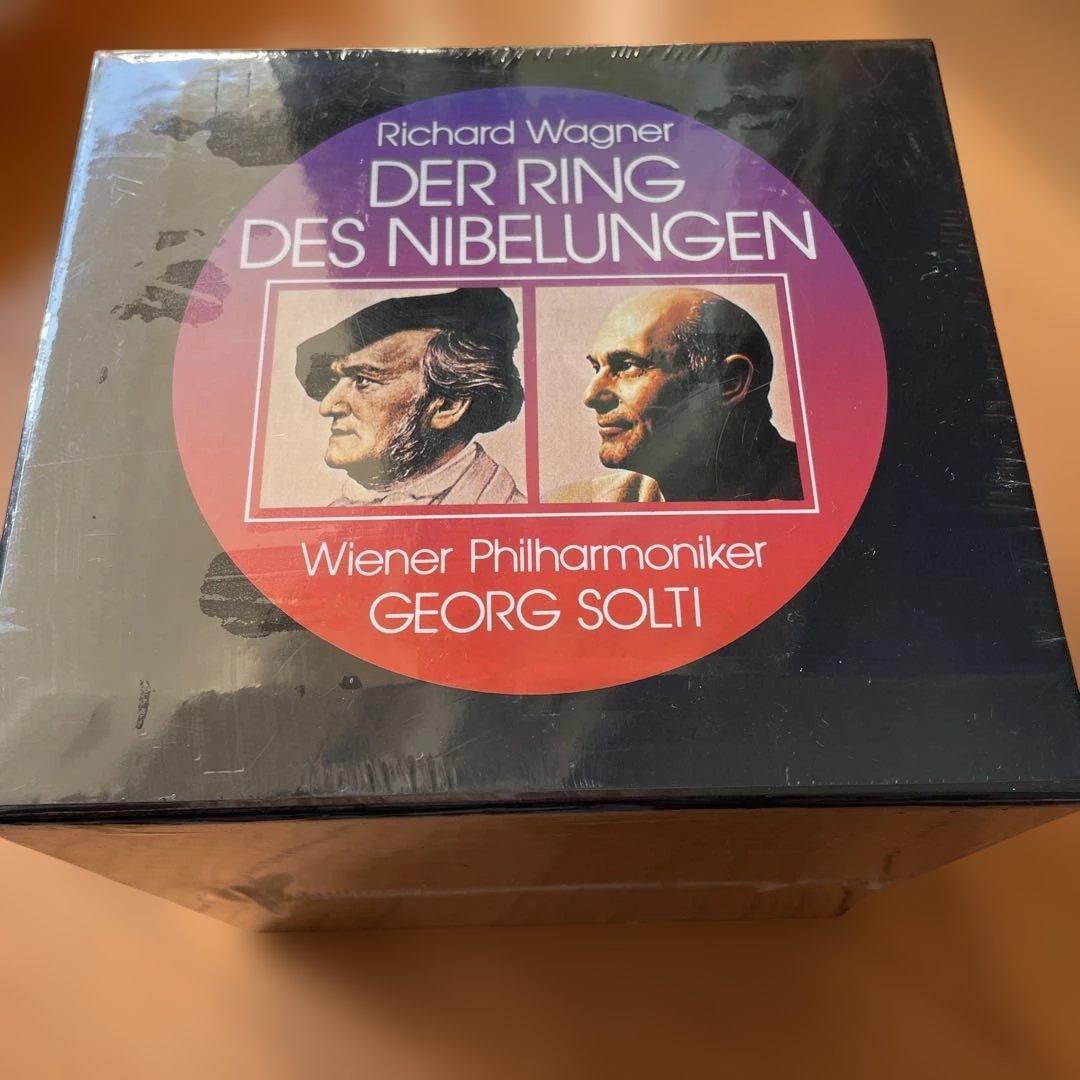 Richard Wagner
DER RING
DES NIBELUNGEN
Wiener Philharmoniker
GEORG SOLTI